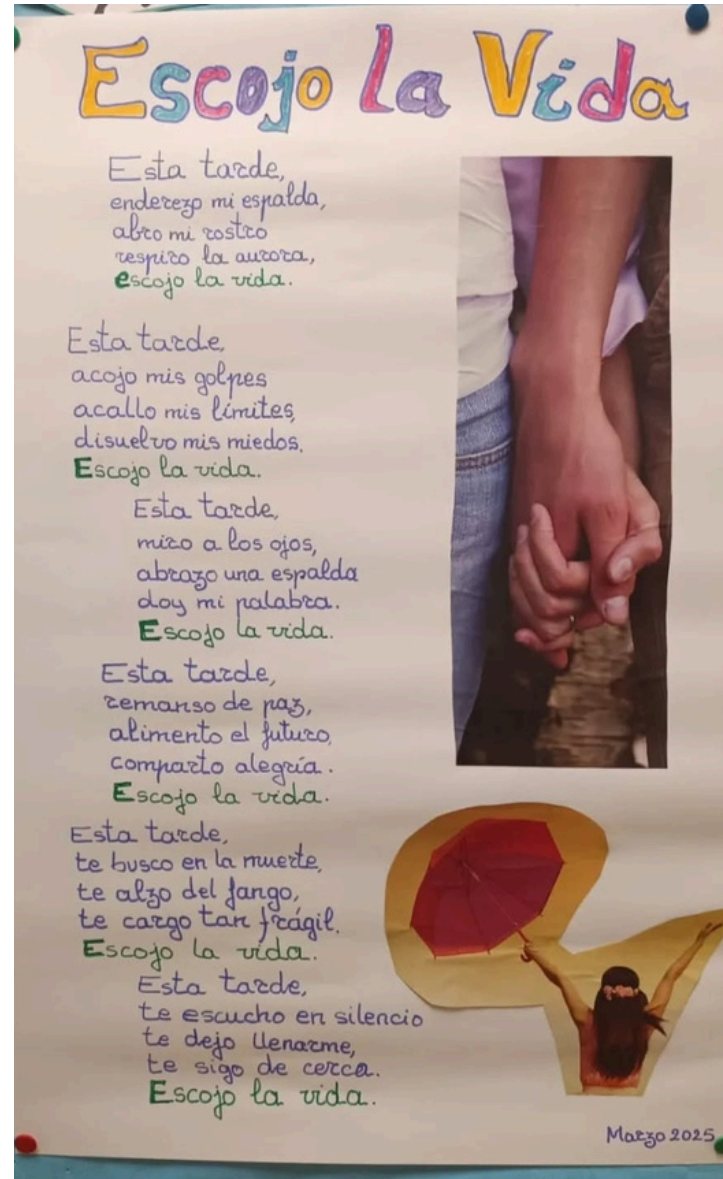 Escojo la Vida
Esta tarde,
enderezo mi espalda,
abro mi rostro
respiro la aurora,
escojo la vida.
Esta tarde,
acojo mis golpes
acallo mis límites,
disuelvo mis miedos.
Escojo la vida.
Esta tarde,
miro a los ojos,
abrazo una espalda
doy mi palabra.
Escojo la vida.
Esta tarde,
remanso de paz,
alimento el futuro,
comparto alegría.
Escojo la vida.
Esta tarde,
te busco en la muerte,
te alzo del fango,
te cargo tan frágil.
Escojo la vida.
Esta tarde,
te escucho en silencio
te dejo llenarme,
te sigo de cerca.
Escojo la vida.
Marzo 2025